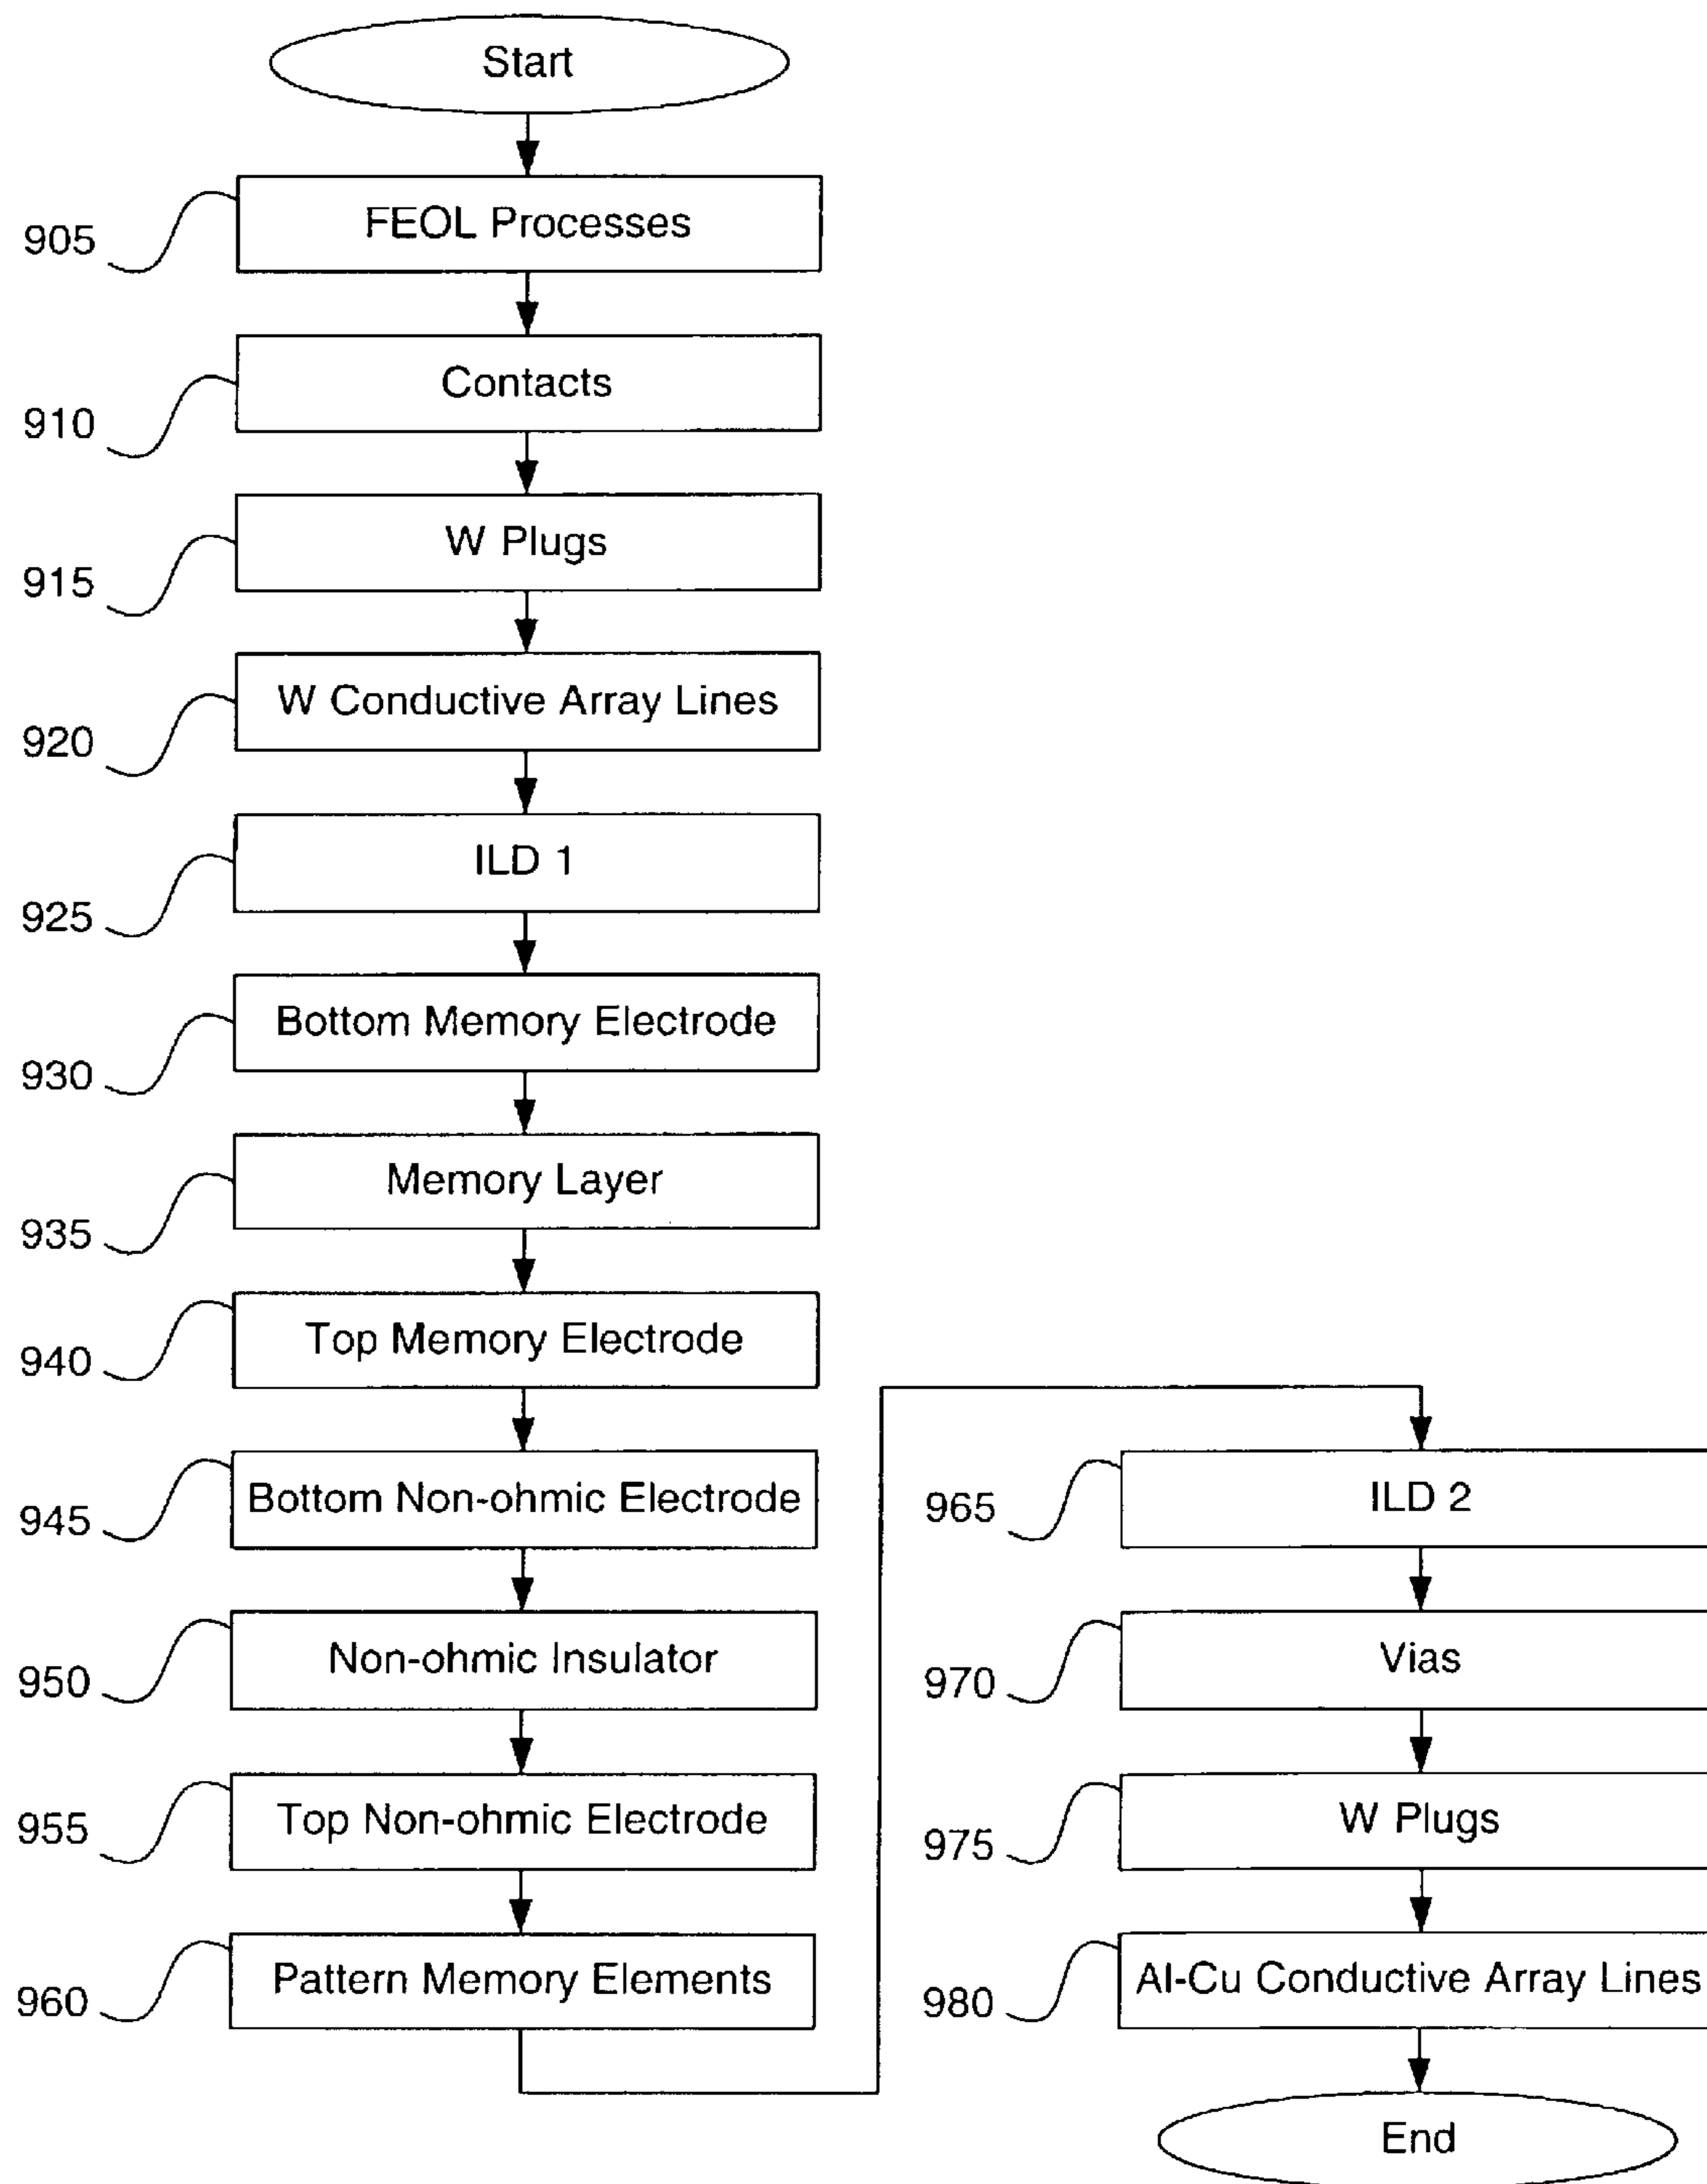 Start
905
FEOL Processes
910
Contacts
915
W Plugs
920
W Conductive Array Lines
925
ILD 1
930
Bottom Memory Electrode
935
Memory Layer
940
Top Memory Electrode
945
Bottom Non-ohmic Electrode
950
Non-ohmic Insulator
955
Top Non-ohmic Electrode
960
Pattern Memory Elements
965
ILD 2
970
Vias
975
W Plugs
980
Al-Cu Conductive Array Lines
End